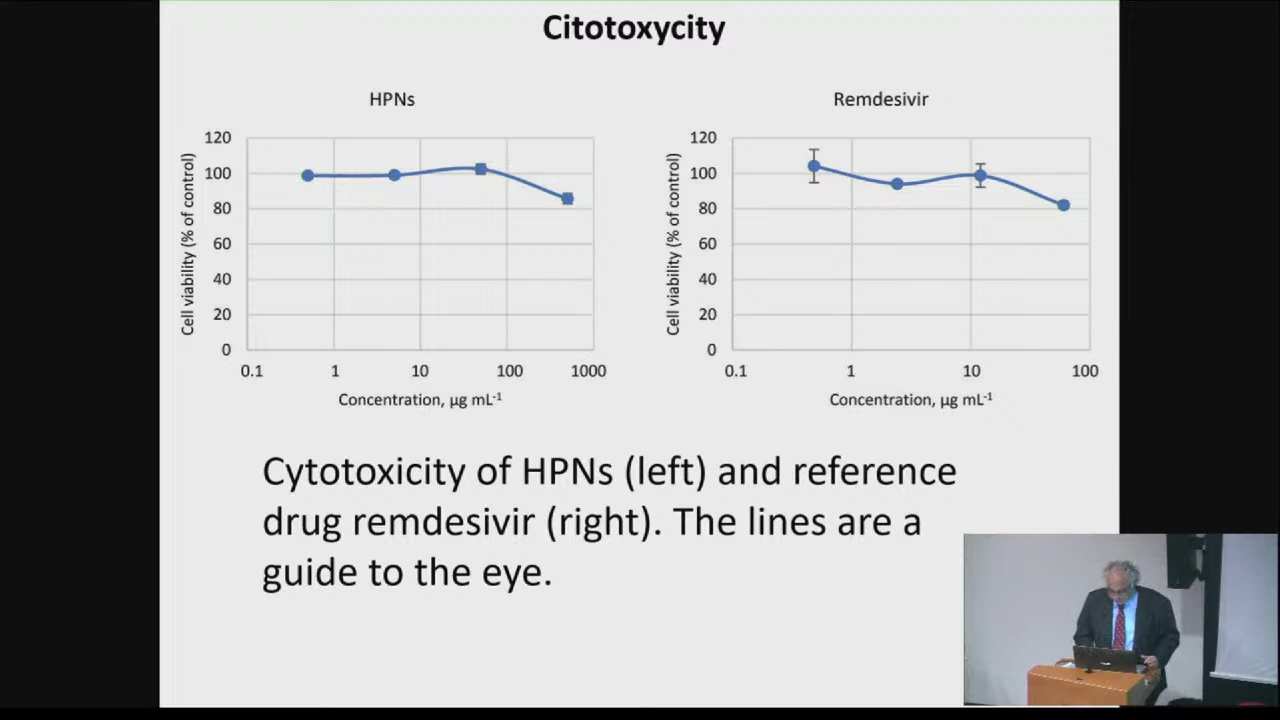 Citotoxycity
HPNs
Cell viability (% of control)
120
100
80
60
40
20
0
0.1 1 10 100 1000
Concentration, µg mL-1
Remdesivir
Cell viability (% of control)
120
100
80
60
40
20
0
0.1 1 10 100
Concentration, µg mL-1
Cytotoxicity of HPNs (left) and reference
drug remdesivir (right). The lines are a
guide to the eye.